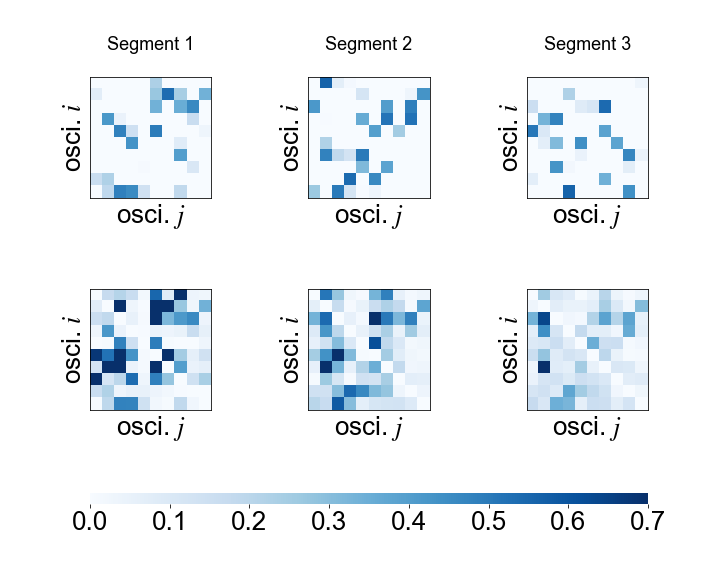 Segment 1 Segment 2 Segment 3
osci. i osci. i osci. i
osci. j osci. j osci. j
osci. i osci. i osci. i
osci. j osci. j osci. j
0.0 0.1 0.2 0.3 0.4 0.5 0.6 0.7